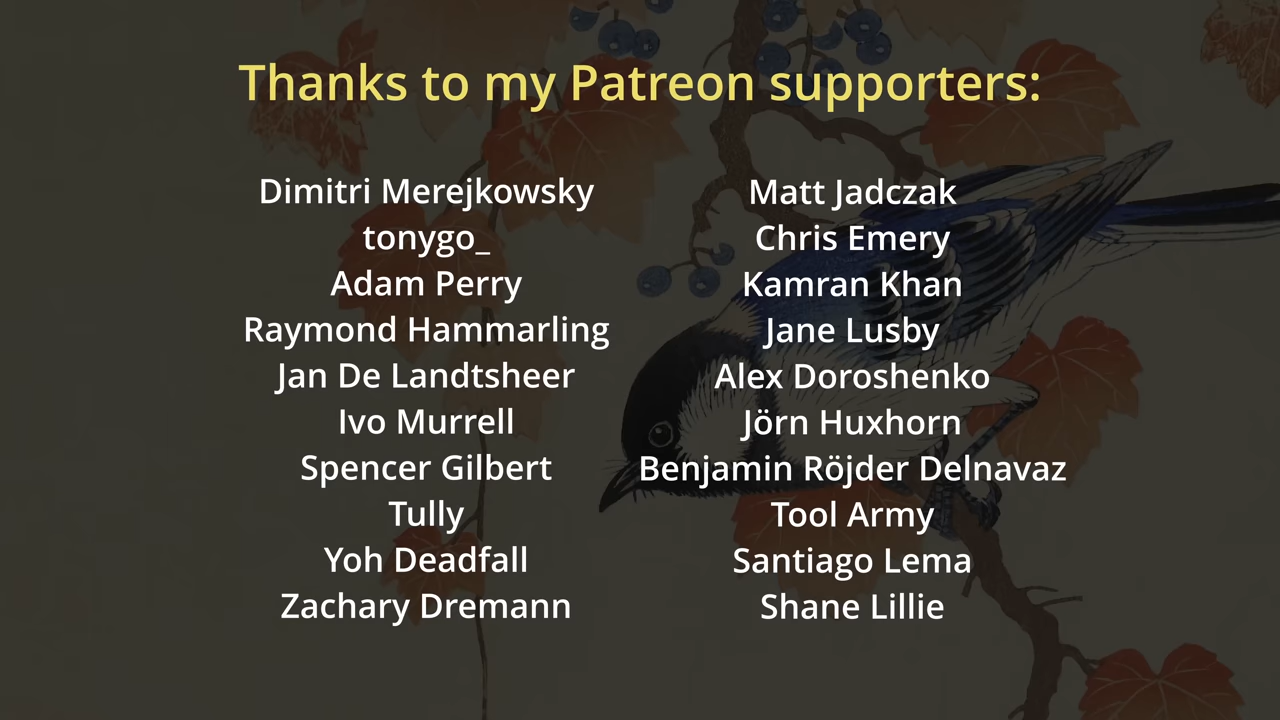 Thanks to my Patreon supporters:
Dimitri Merejkowsky
tonygo_
Adam Perry
Raymond Hammarling
Jan De Landtsheer
Ivo Murrell
Spencer Gilbert
Tully
Yoh Deadfall
Zachary Dremann
Matt Jadczak
Chris Emery
Kamran Khan
Jane Lusby
Alex Doroshenko
Jörn Huxhorn
Benjamin Röjder Delnavaz
Tool Army
Santiago Lema
Shane Lillie